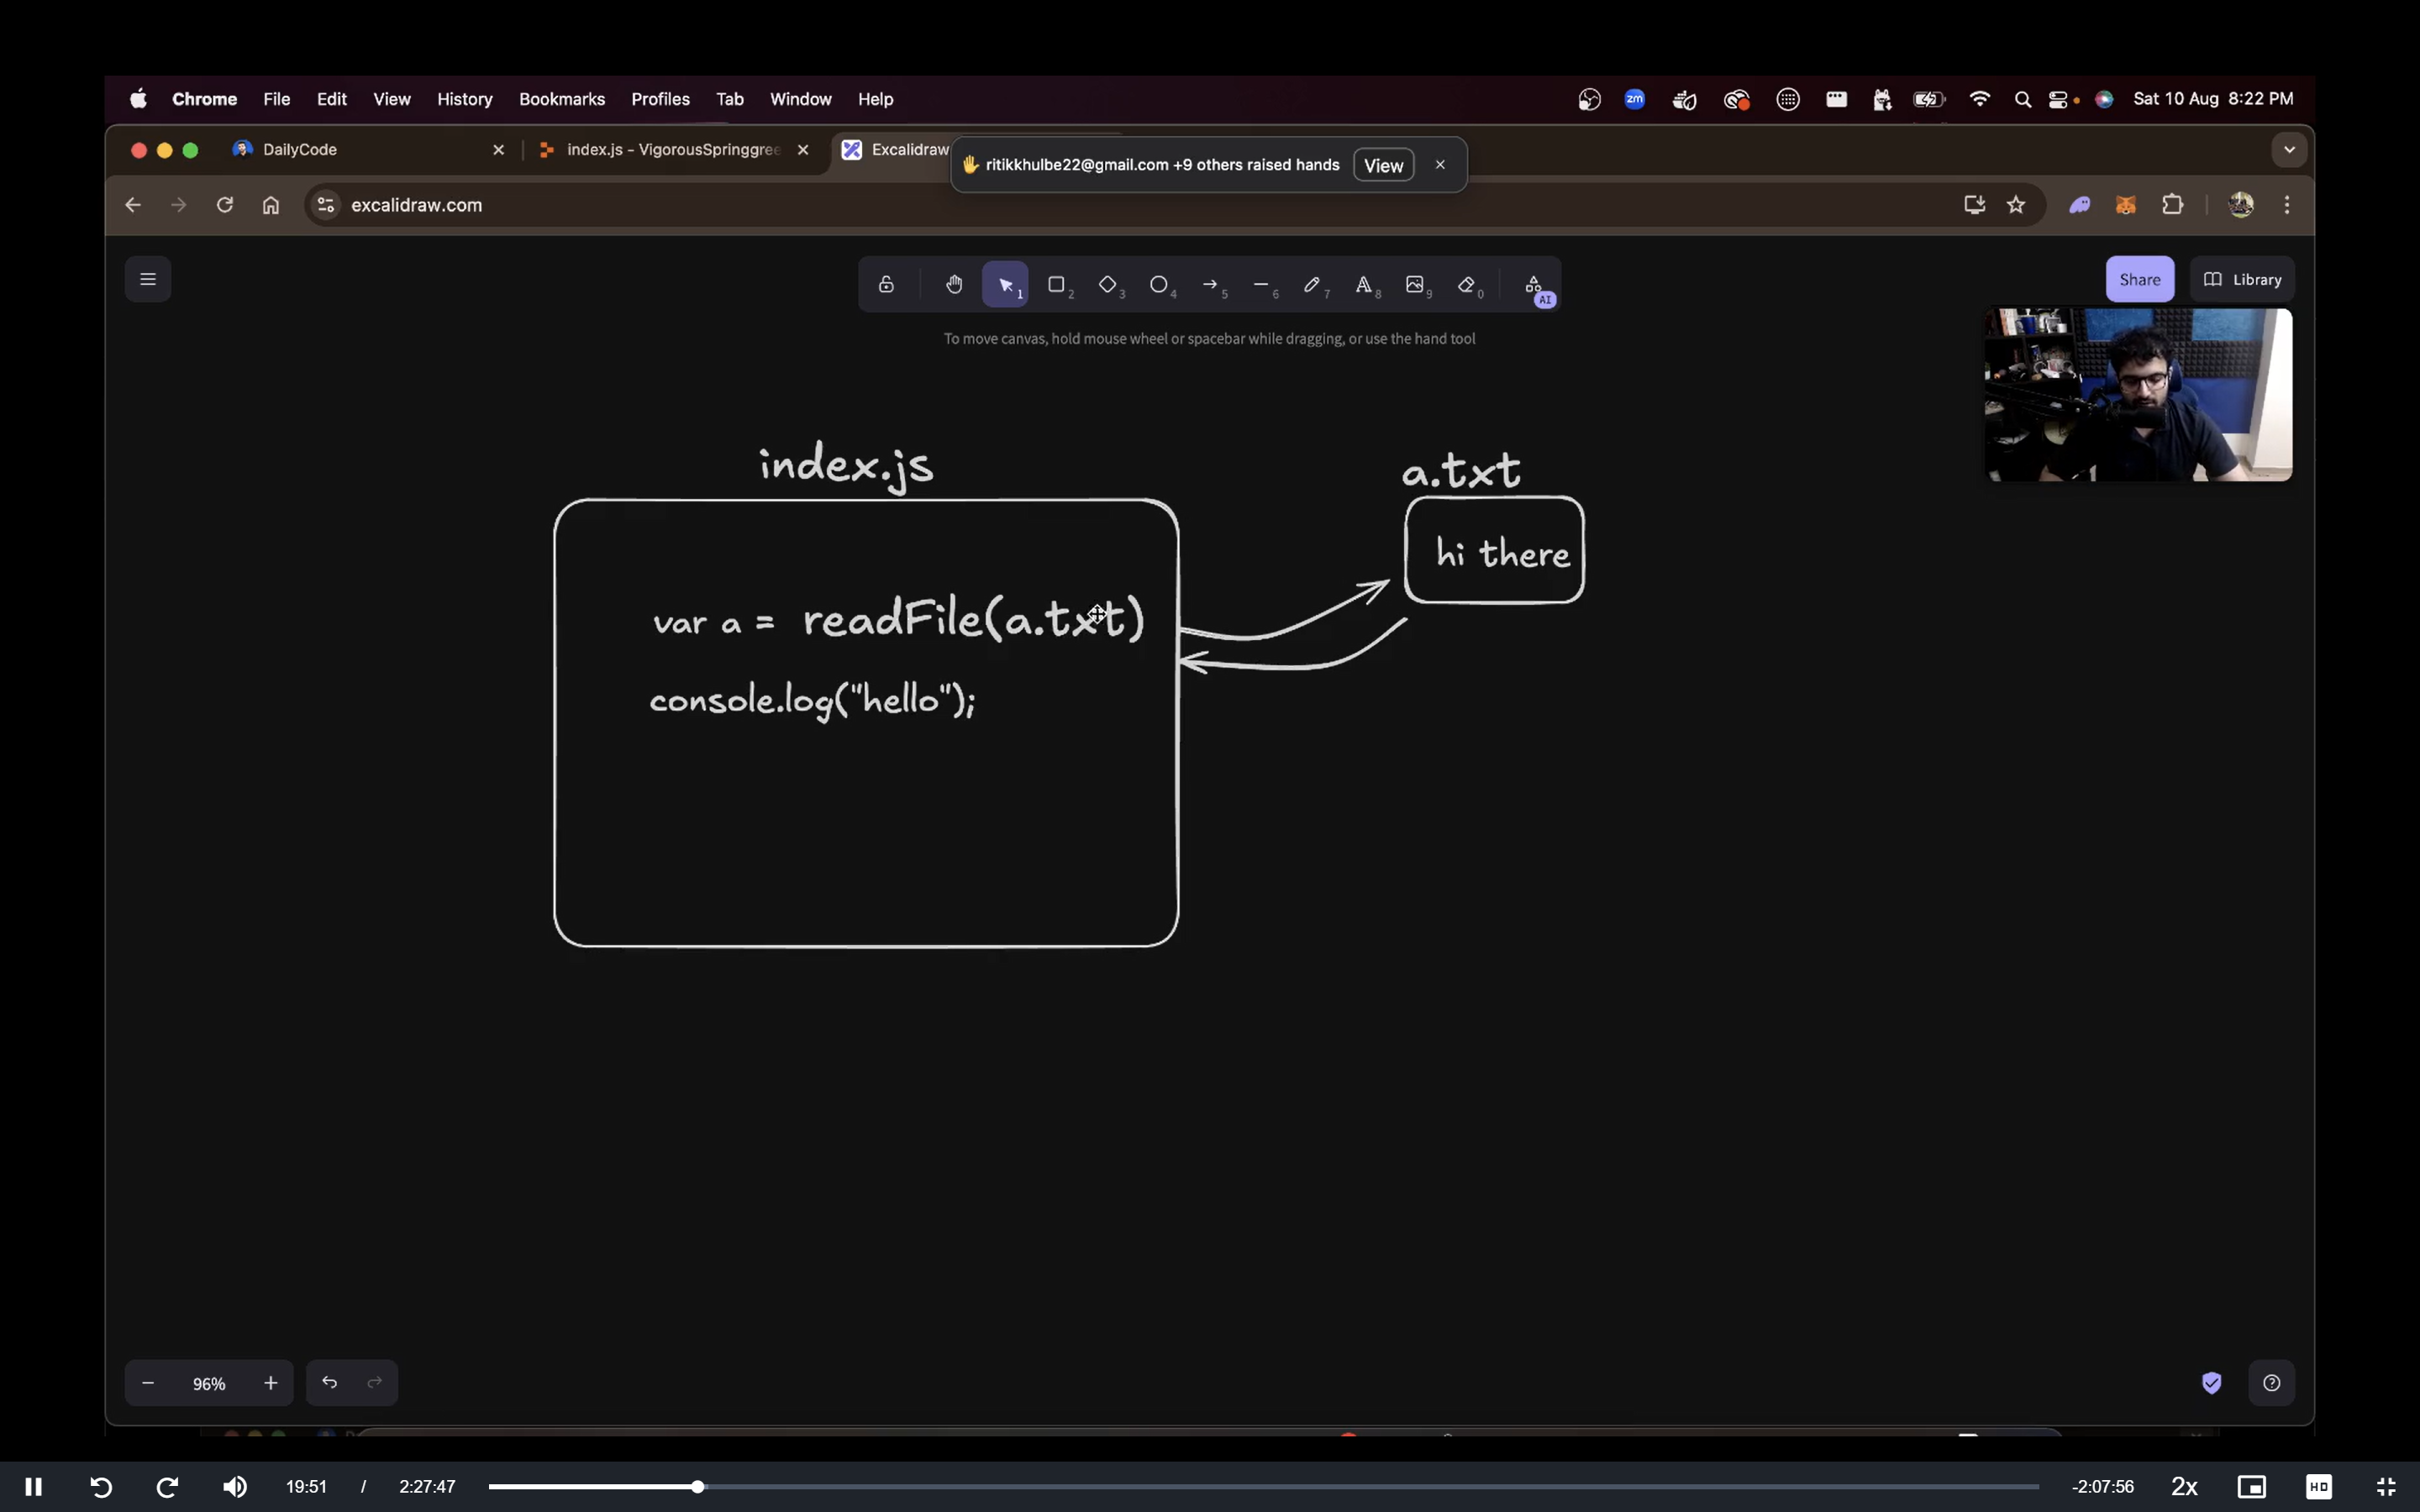 Chrome File Edit View History Bookmarks Profiles Tab Window Help
zm
Sat 10 Aug 8:22 PM
DailyCode
index.js - VigorousSpringgree
Excalidraw
ritikkhulbe22@gmail.com +9 others raised hands View
excalidraw.com
1 2 3 4 5 6 7 8 9 0 AI
Share Library
To move canvas, hold mouse wheel or spacebar while dragging, or use the hand tool
index.js
a.txt
hi there
var a = readFile(a.txt)
console.log("hello");
96%
19:51 / 2:27:47
-2:07:56 2x HD